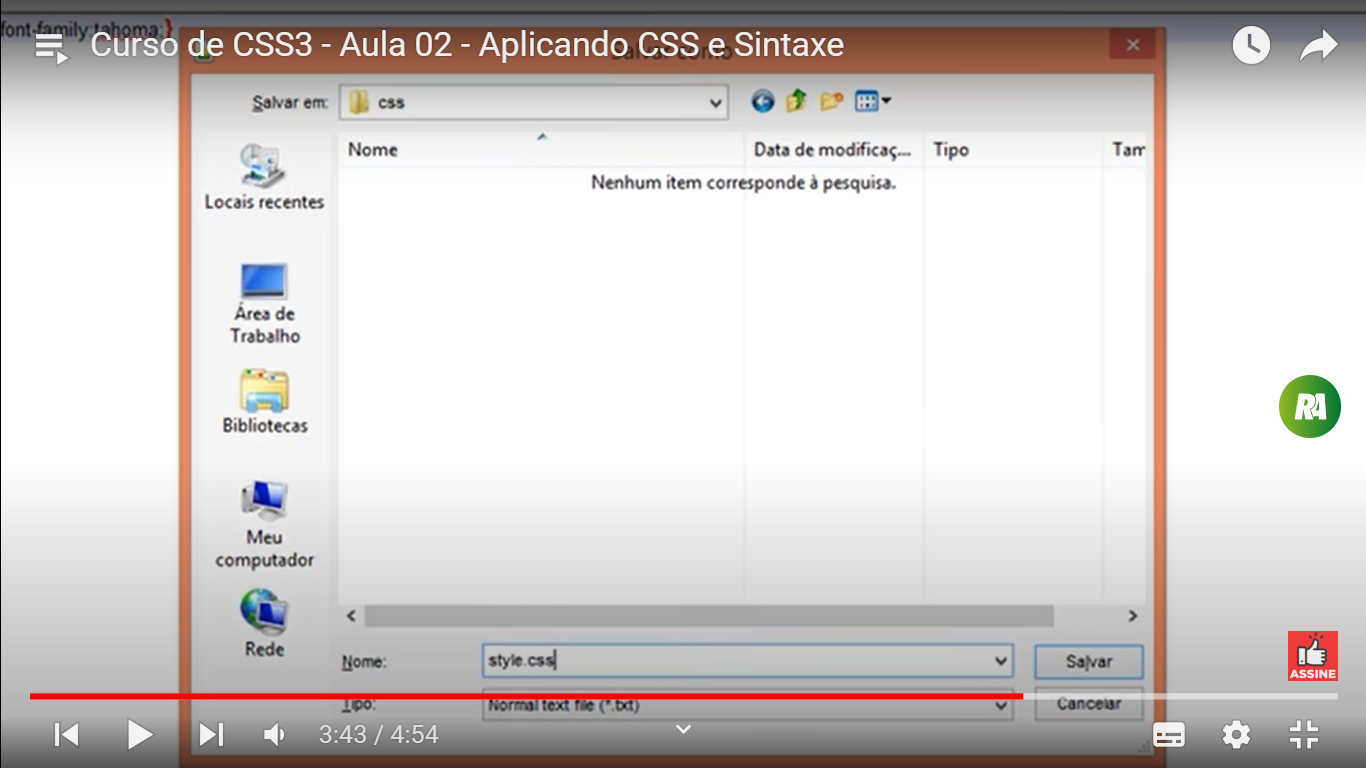 font-family:tahoma;}
Curso de CSS3 - Aula 02 - Aplicando CSS e Sintaxe
Salvar como
Salvar em:
css
Nome
Data de modificaç...
Tipo
Tam
Nenhum item corresponde à pesquisa.
Locais recentes
Área de
Trabalho
Bibliotecas
Meu
computador
Rede
RA
Nome:
style.css
Salvar
ASSINE
Tipo:
Normal text file (*.txt)
Cancelar
3:43 / 4:54